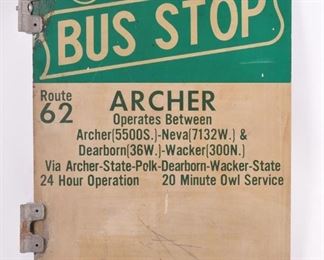 BUS STOP
Route
62
ARCHER
Operates Between
Archer(5500S.)-Neva(7132W.) &
Dearborn(36W.)-Wacker(300N.)
Via Archer-State-Polk-Dearborn-Wacker-State
24 Hour Operation 20 Minute Owl Service